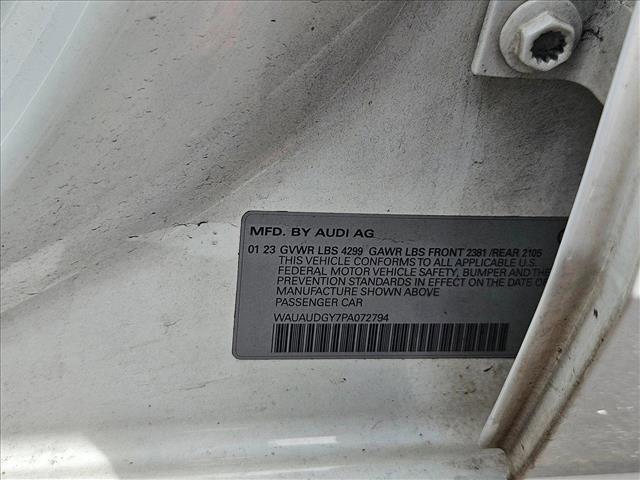 MFD. BY AUDI AG
01 23 GVWR LBS 4299 GAWR LBS FRONT 2381 /REAR 2105
THIS VEHICLE CONFORMS TO ALL APPLICABLE U.S.
FEDERAL MOTOR VEHICLE SAFETY, BUMPER AND THE
PREVENTION STANDARDS IN EFFECT ON THE DATE OF
MANUFACTURE SHOWN ABOVE
PASSENGER CAR
WAUAUDGY7PA072794